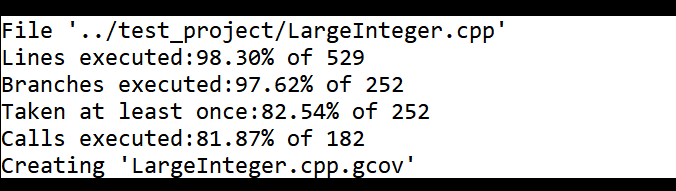 File '../test_project/LargeInteger.cpp'
Lines executed:98.30% of 529
Branches executed:97.62% of 252
Taken at least once:82.54% of 252
Calls executed:81.87% of 182
Creating 'LargeInteger.cpp.gcov'